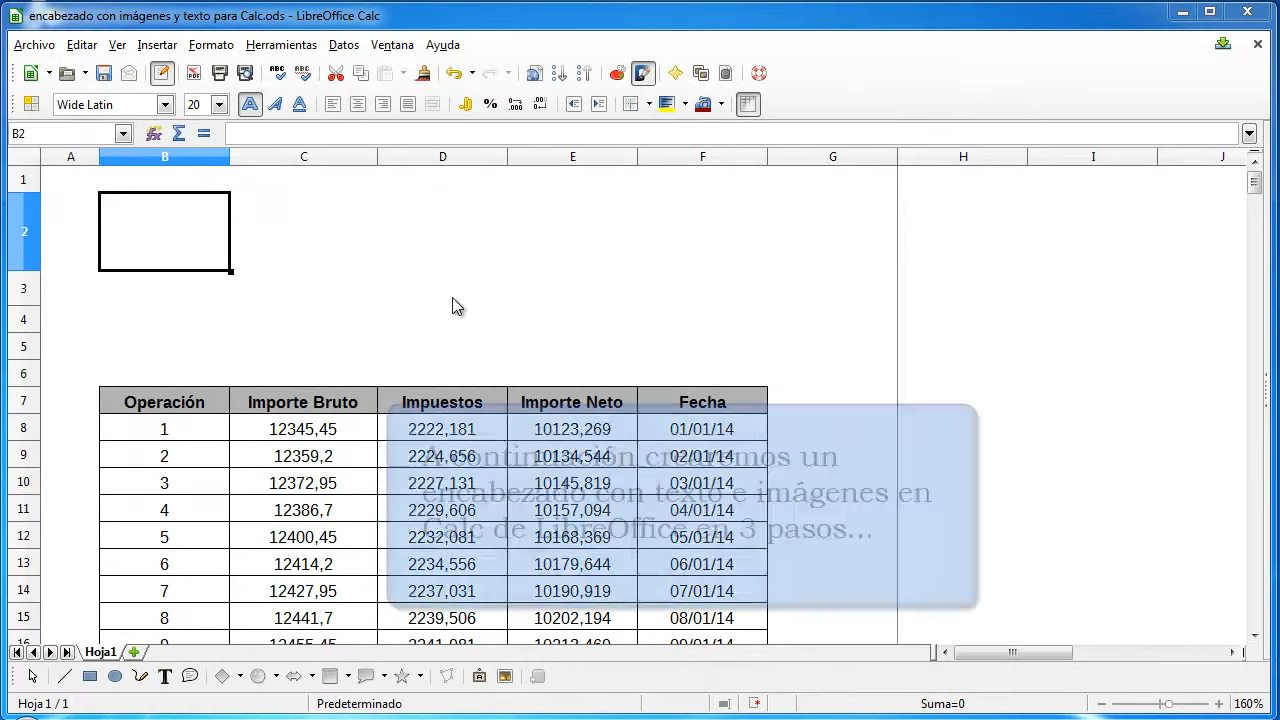 encabezado con imágenes y texto para Calc.ods - LibreOffice Calc
Archivo Editar Ver Insertar Formato Herramientas Datos Ventana Ayuda
Wide Latin 20
B2
A B C D E F G H I J
1
2
3
4
5
6
7 Operación Importe Bruto Impuestos Importe Neto Fecha
8 1 12345,45 2222,181 10123,269 01/01/14
9 2 12359,2 2224,656 10134,544 02/01/14
10 3 12372,95 2227,131 10145,819 03/01/14
11 4 12386,7 2229,606 10157,094 04/01/14
12 5 12400,45 2232,081 10168,369 05/01/14
13 6 12414,2 2234,556 10179,644 06/01/14
14 7 12427,95 2237,031 10190,919 07/01/14
15 8 12441,7 2239,506 10202,194 08/01/14
A continuación crearemos un
encabezado con texto e imágenes en
Calc de LibreOffice en 3 pasos...
Hoja1
Hoja 1 / 1 Predeterminado Suma=0 160%